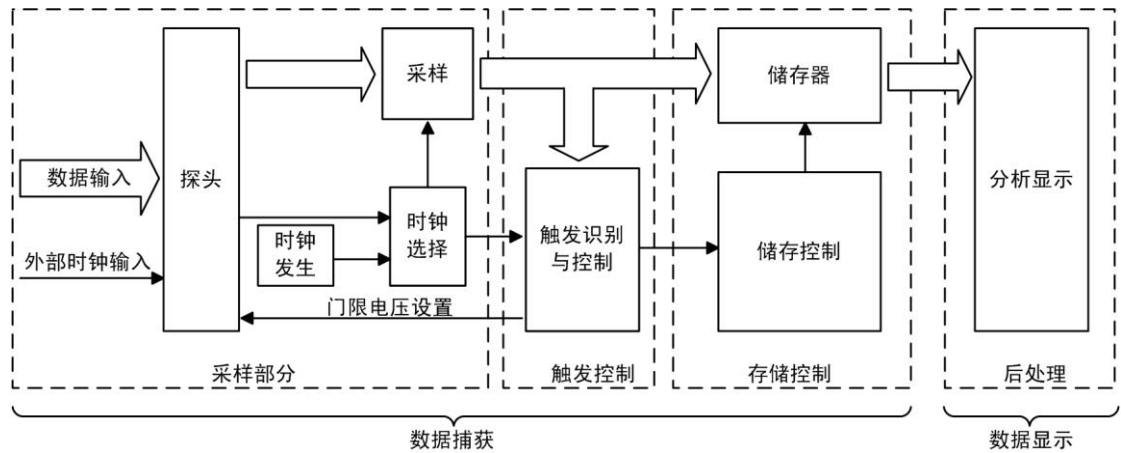 数据输入
外部时钟输入
探头
采样
时钟
发生
时钟
选择
门限电压设置
采样部分
触发识别
与控制
触发控制
储存器
储存控制
存储控制
分析显示
后处理
数据捕获
数据显示